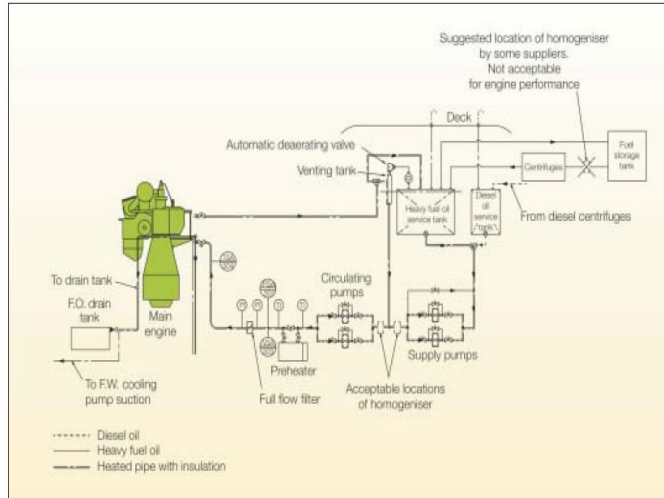 Suggested location of homogeniser
by some suppliers.
Not acceptable
for engine performance
Deck
Automatic deaerating valve
Venting tank
Fuel
storage
tank
Centrifuges
Heavy fuel oil
service tank
Diesel
oil
service
"tank"
From diesel centrifuges
To drain tank
F.O. drain
tank
Main
engine
Circulating
pumps
Supply pumps
Preheater
Full flow filter
Acceptable locations
of homogeniser
To F.W. cooling
pump suction
Diesel oil
Heavy fuel oil
Heated pipe with insulation